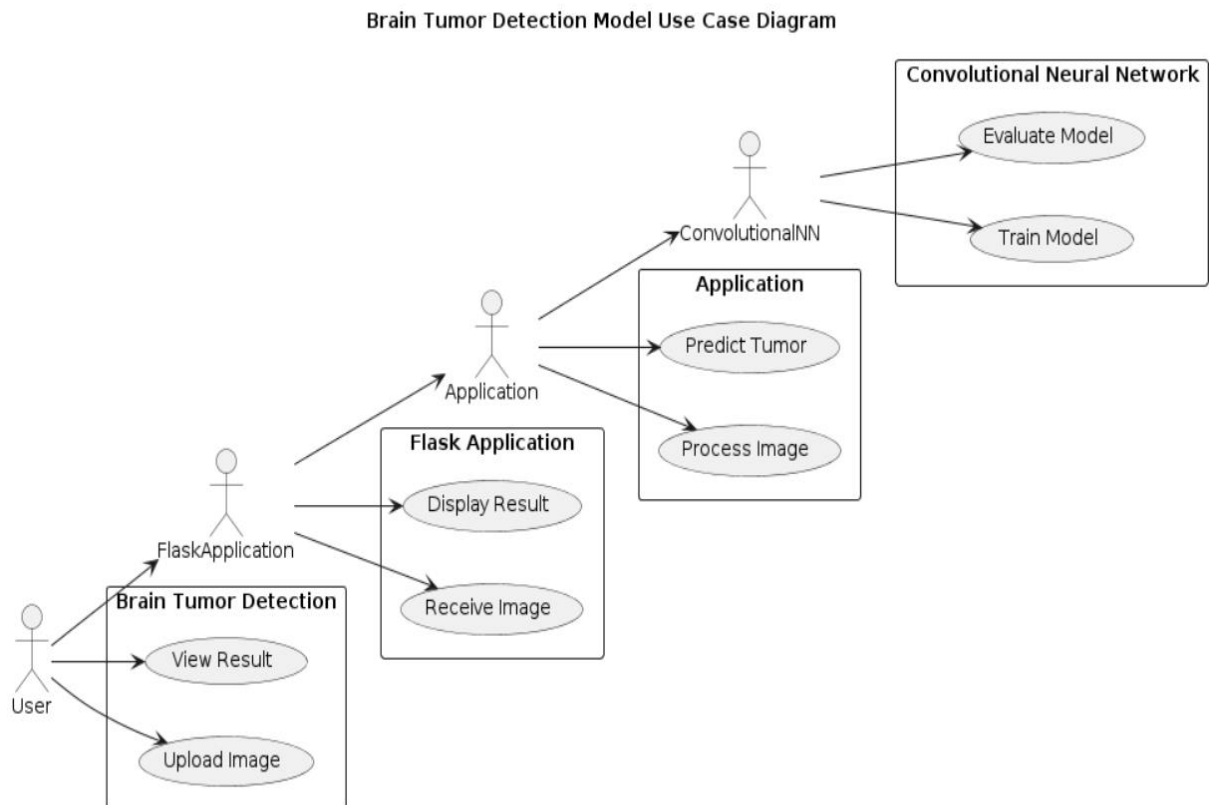 Brain Tumor Detection Model Use Case Diagram
Convolutional Neural Network
Evaluate Model
Train Model
ConvolutionalNN
Application
Predict Tumor
Process Image
Application
Flask Application
Display Result
Receive Image
FlaskApplication
Brain Tumor Detection
View Result
Upload Image
User